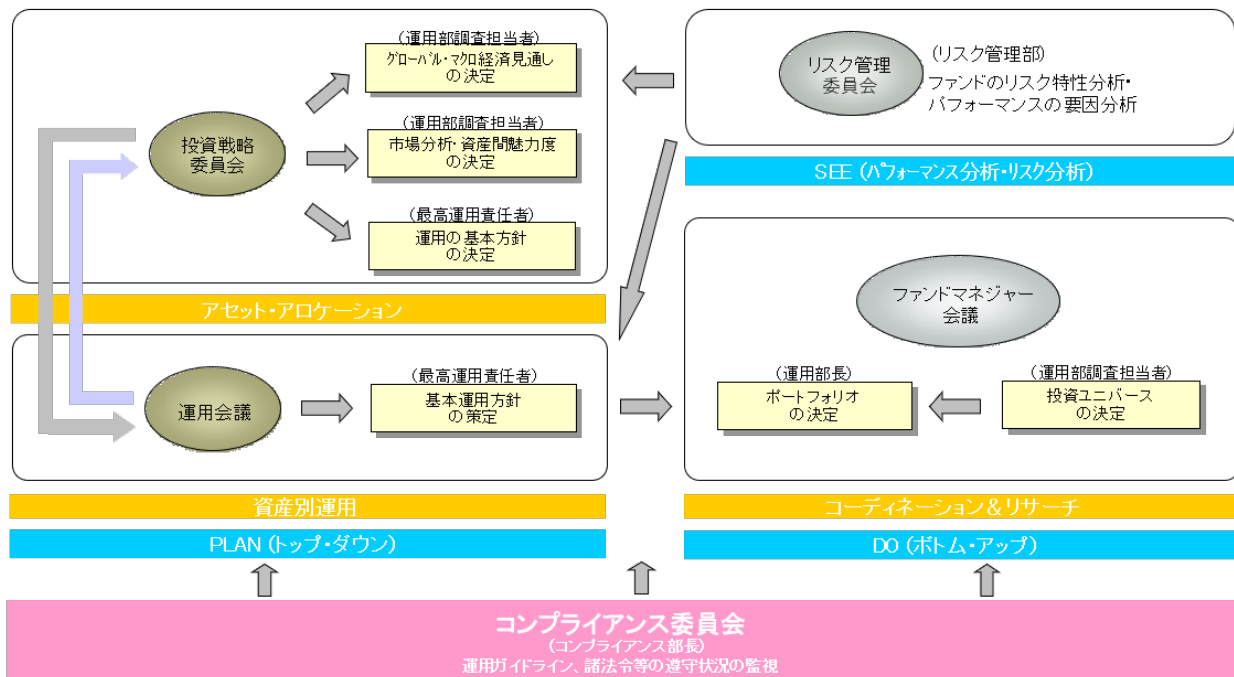 (運用部調査担当者)
グローバル・マクロ経済見通し
の決定
投資戦略
委員会
(運用部調査担当者)
市場分析・資産間魅力度
の決定
(最高運用責任者)
運用の基本方針
の決定
アセット・アロケーション
運用会議
(最高運用責任者)
基本運用方針
の策定
資産別運用
PLAN (トップ・ダウン)
リスク管理
委員会
(リスク管理部)
ファンドのリスク特性分析・
パフォーマンスの要因分析
SEE (パフォーマンス分析・リスク分析)
ファンドマネジャー
会議
(運用部長)
ポートフォリオ
の決定
(運用部調査担当者)
投資ユニバース
の決定
コーディネーション&リサーチ
DO (ボトム・アップ)
コンプライアンス委員会
(コンプライアンス部長)
運用ガイドライン、諸法令等の遵守状況の監視